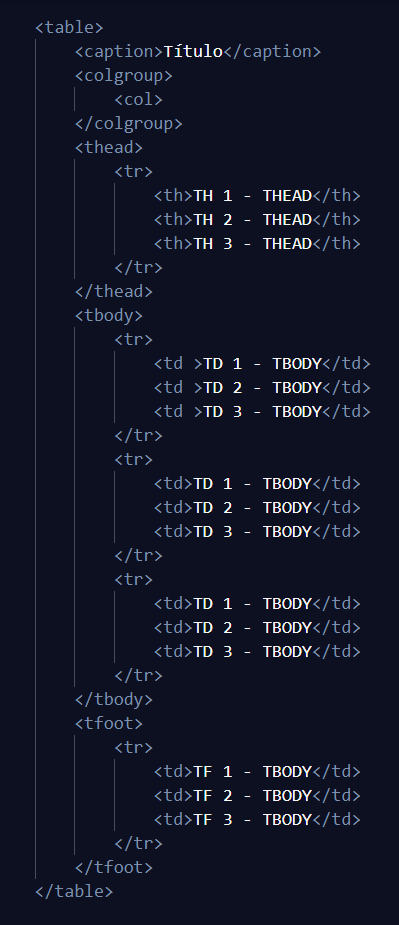 <table>
<caption>Título</caption>
<colgroup>
<col>
</colgroup>
<thead>
<tr>
<th>TH 1 - THEAD</th>
<th>TH 2 - THEAD</th>
<th>TH 3 - THEAD</th>
</tr>
</thead>
<tbody>
<tr>
<td >TD 1 - TBODY</td>
<td >TD 2 - TBODY</td>
<td >TD 3 - TBODY</td>
</tr>
<tr>
<td>TD 1 - TBODY</td>
<td>TD 2 - TBODY</td>
<td>TD 3 - TBODY</td>
</tr>
<tr>
<td>TD 1 - TBODY</td>
<td>TD 2 - TBODY</td>
<td>TD 3 - TBODY</td>
</tr>
</tbody>
<tfoot>
<tr>
<td>TF 1 - TBODY</td>
<td>TF 2 - TBODY</td>
<td>TF 3 - TBODY</td>
</tr>
</tfoot>
</table>